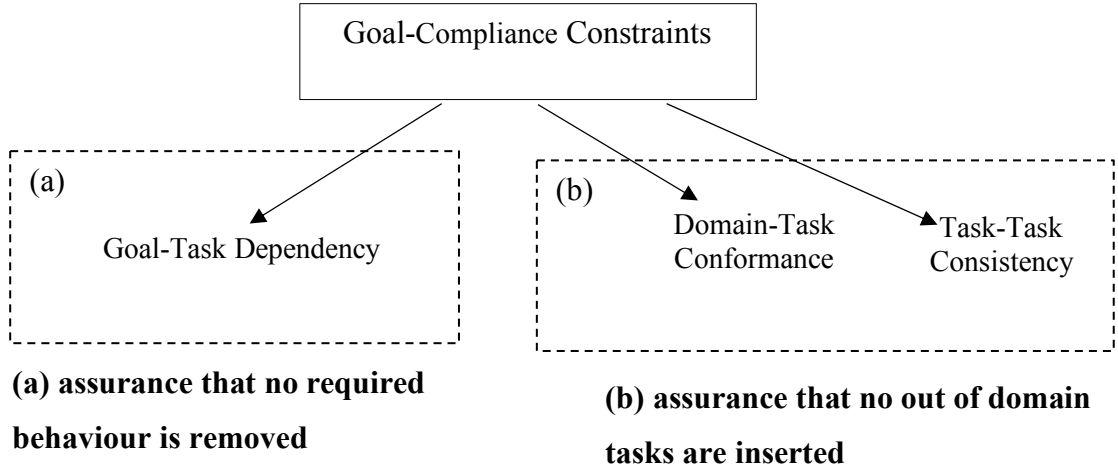 Goal-Compliance Constraints
(a)
Goal-Task Dependency
(b)
Domain-Task
Conformance
Task-Task
Consistency
(a) assurance that no required
behaviour is removed
(b) assurance that no out of domain
tasks are inserted